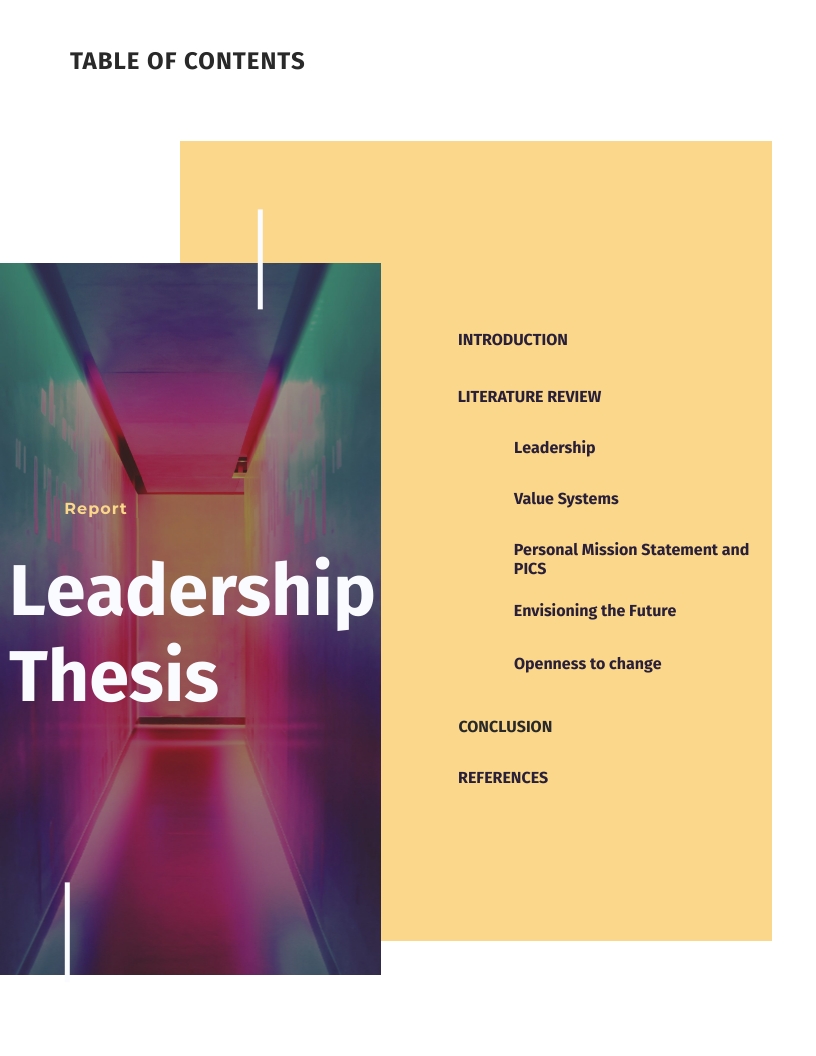 TABLE OF CONTENTS
Report
Leadership
Thesis
INTRODUCTION
LITERATURE REVIEW
Leadership
Value Systems
Personal Mission Statement and
PICS
Envisioning the Future
Openness to change
CONCLUSION
REFERENCES